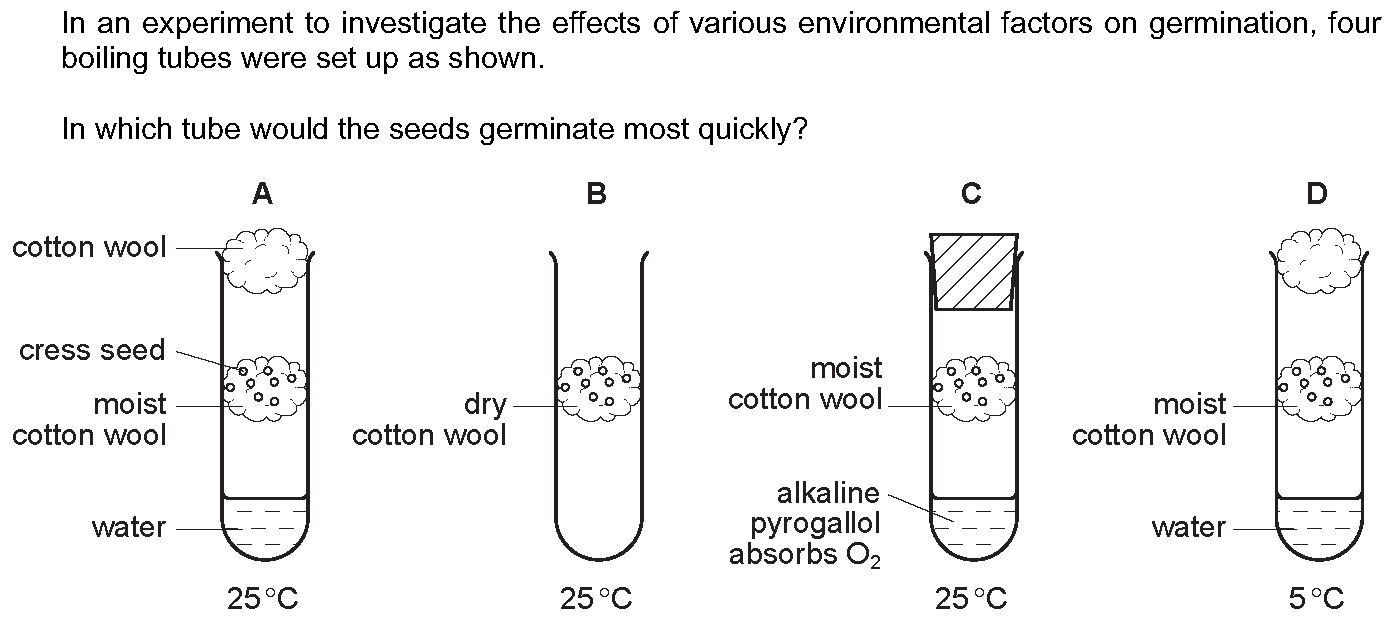 In an experiment to investigate the effects of various environmental factors on germination, four
boiling tubes were set up as shown.
In which tube would the seeds germinate most quickly?
A
B
C
D
cotton wool
cress seed
moist
cotton wool
water
dry
cotton wool
moist
cotton wool
alkaline
pyrogallol
absorbs O₂
moist
cotton wool
water
25°C
25°C
25°C
5°C